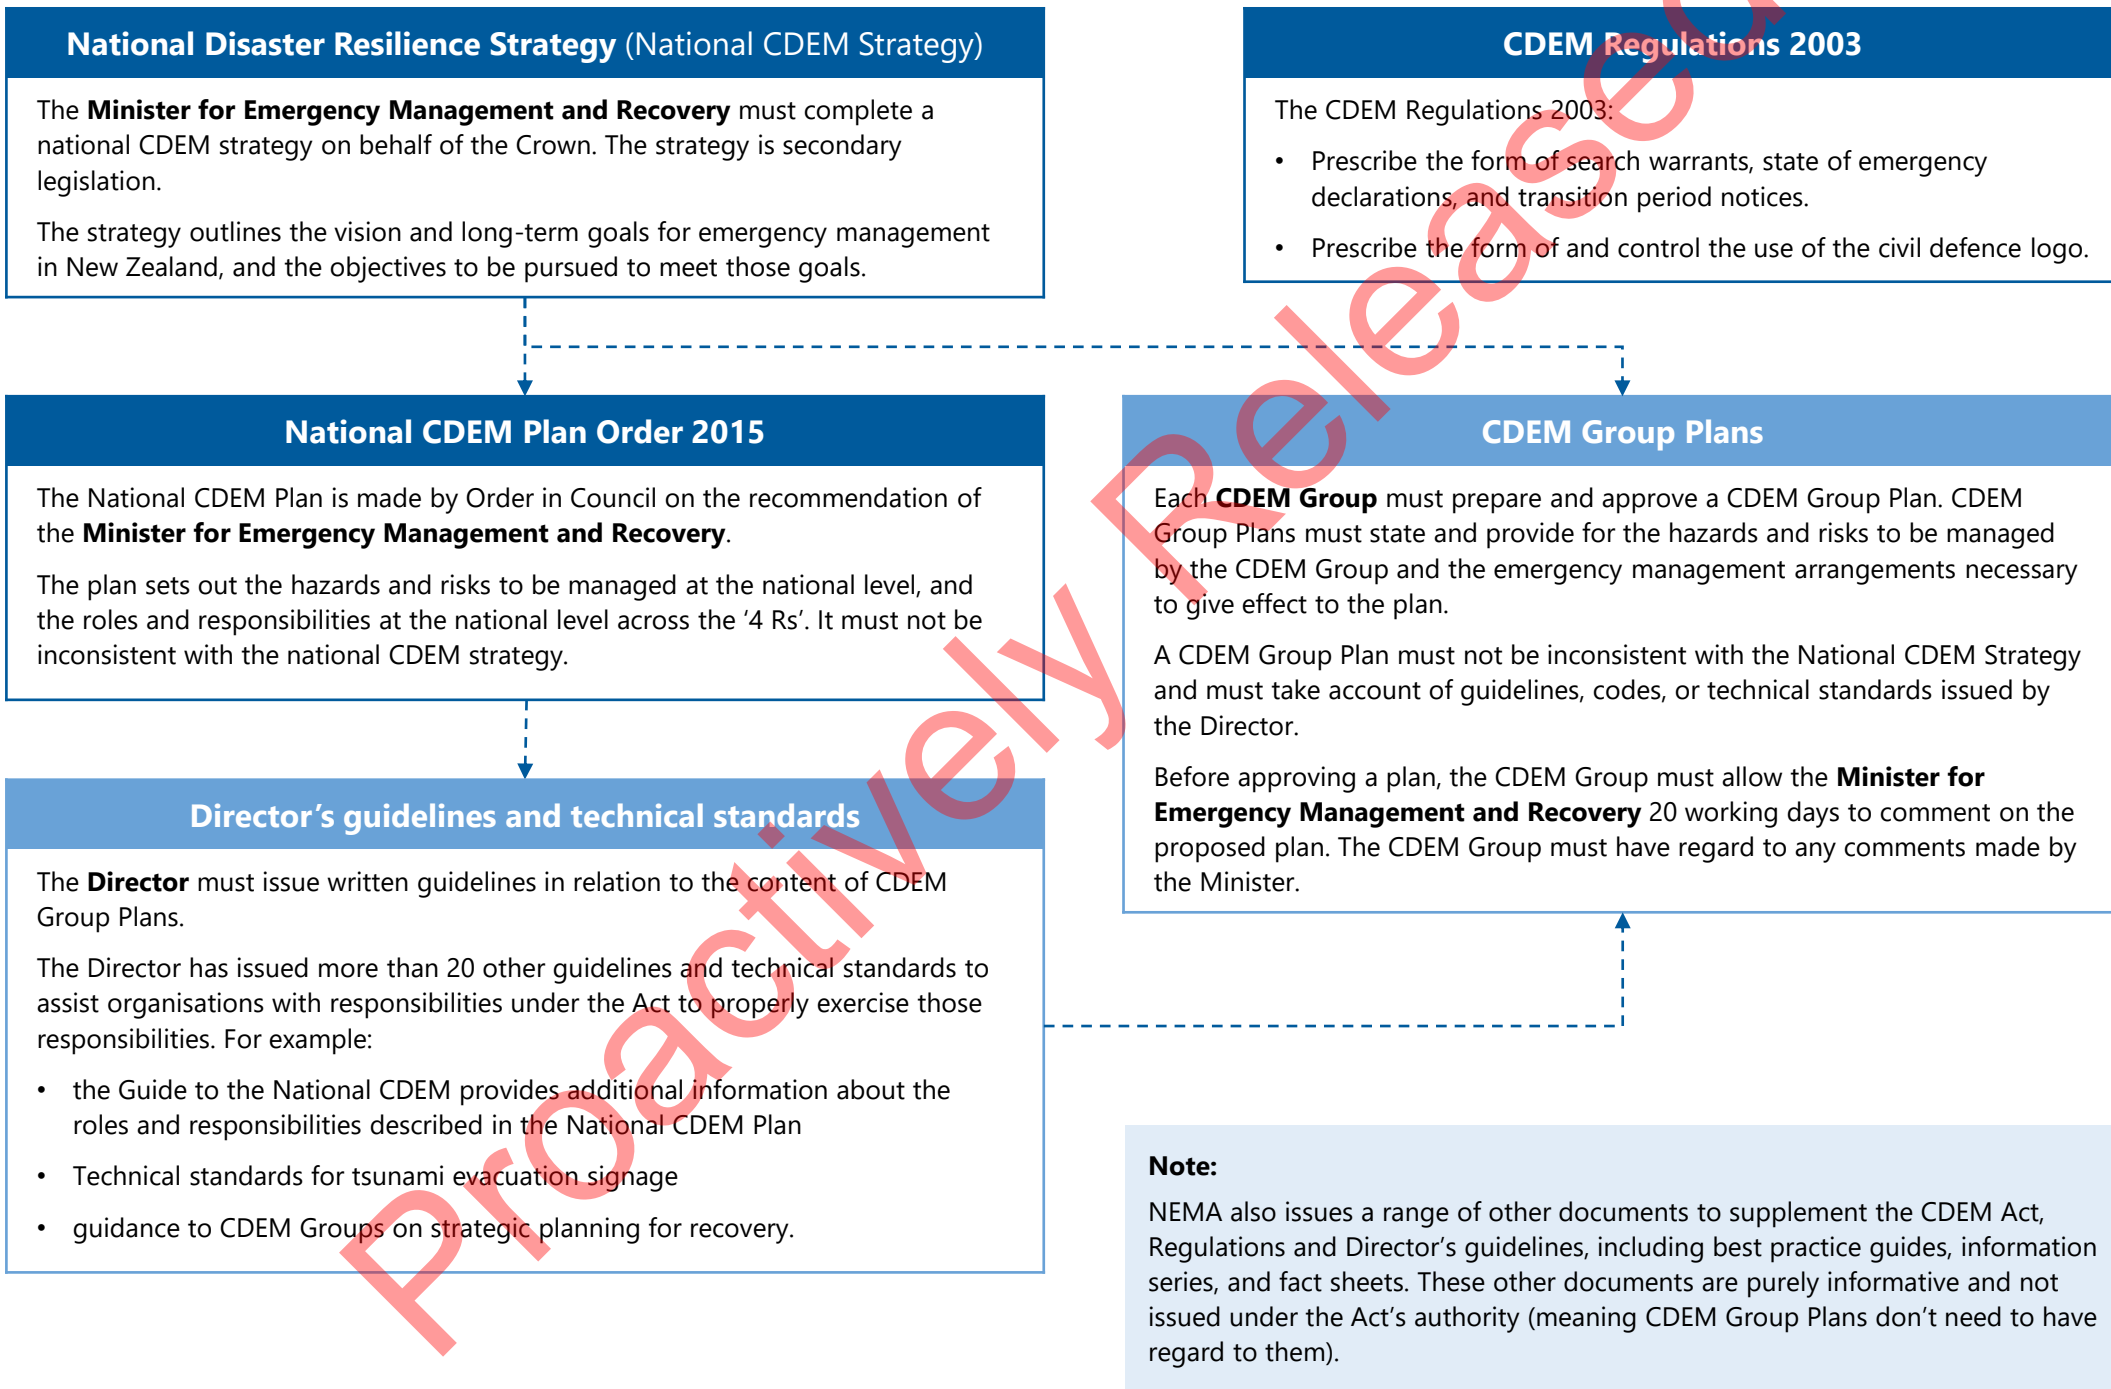 National Disaster Resilience Strategy (National CDEM Strategy)
The Minister for Emergency Management and Recovery must complete a
national CDEM strategy on behalf of the Crown. The strategy is secondary
legislation.
The strategy outlines the vision and long-term goals for emergency management
in New Zealand, and the objectives to be pursued to meet those goals.
CDEM Regulations 2003
The CDEM Regulations 2003:
• Prescribe the form of search warrants, state of emergency
declarations, and transition period notices.
• Prescribe the form of and control the use of the civil defence logo.
National CDEM Plan Order 2015
The National CDEM Plan is made by Order in Council on the recommendation of
the Minister for Emergency Management and Recovery.
The plan sets out the hazards and risks to be managed at the national level, and
the roles and responsibilities at the national level across the ‘4 Rs’. It must not be
inconsistent with the national CDEM strategy.
CDEM Group Plans
Each CDEM Group must prepare and approve a CDEM Group Plan. CDEM
Group Plans must state and provide for the hazards and risks to be managed
by the CDEM Group and the emergency management arrangements necessary
to give effect to the plan.
A CDEM Group Plan must not be inconsistent with the National CDEM Strategy
and must take account of guidelines, codes, or technical standards issued by
the Director.
Before approving a plan, the CDEM Group must allow the Minister for
Emergency Management and Recovery 20 working days to comment on the
proposed plan. The CDEM Group must have regard to any comments made by
the Minister.
Director’s guidelines and technical standards
The Director must issue written guidelines in relation to the content of CDEM
Group Plans.
The Director has issued more than 20 other guidelines and technical standards to
assist organisations with responsibilities under the Act to properly exercise those
responsibilities. For example:
• the Guide to the National CDEM provides additional information about the
roles and responsibilities described in the National CDEM Plan
• Technical standards for tsunami evacuation signage
• guidance to CDEM Groups on strategic planning for recovery.
Note:
NEMA also issues a range of other documents to supplement the CDEM Act,
Regulations and Director’s guidelines, including best practice guides, information
series, and fact sheets. These other documents are purely informative and not
issued under the Act’s authority (meaning CDEM Group Plans don’t need to have
regard to them).
Proactively Released